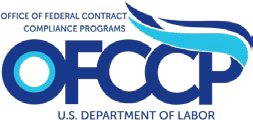 OFFICE OF FEDERAL CONTRACT
COMPLIANCE PROGRAMS
OFCCP
U.S. DEPARTMENT OF LABOR